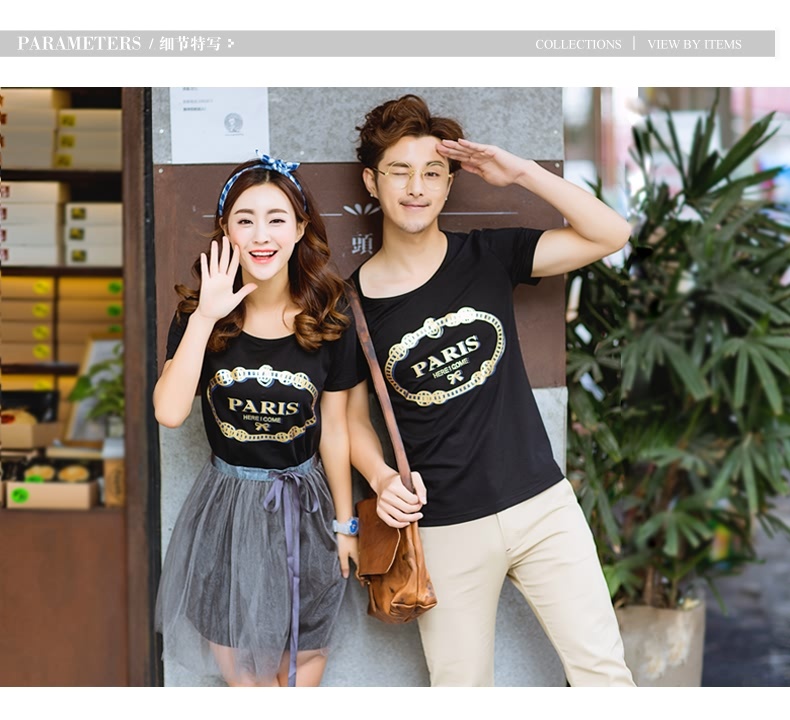 PARAMETERS / 细节特写
COLLECTIONS | VIEW BY ITEMS
頭
PARIS
HERE I COME
PARIS
HERE I COME